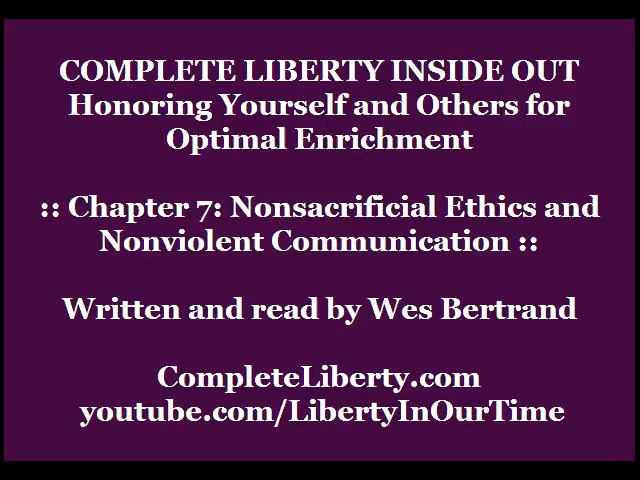 COMPLETE LIBERTY INSIDE OUT
Honoring Yourself and Others for
Optimal Enrichment
:: Chapter 7: Nonsacrificial Ethics and
Nonviolent Communication ::
Written and read by Wes Bertrand
CompleteLiberty.com
youtube.com/LibertyInOurTime